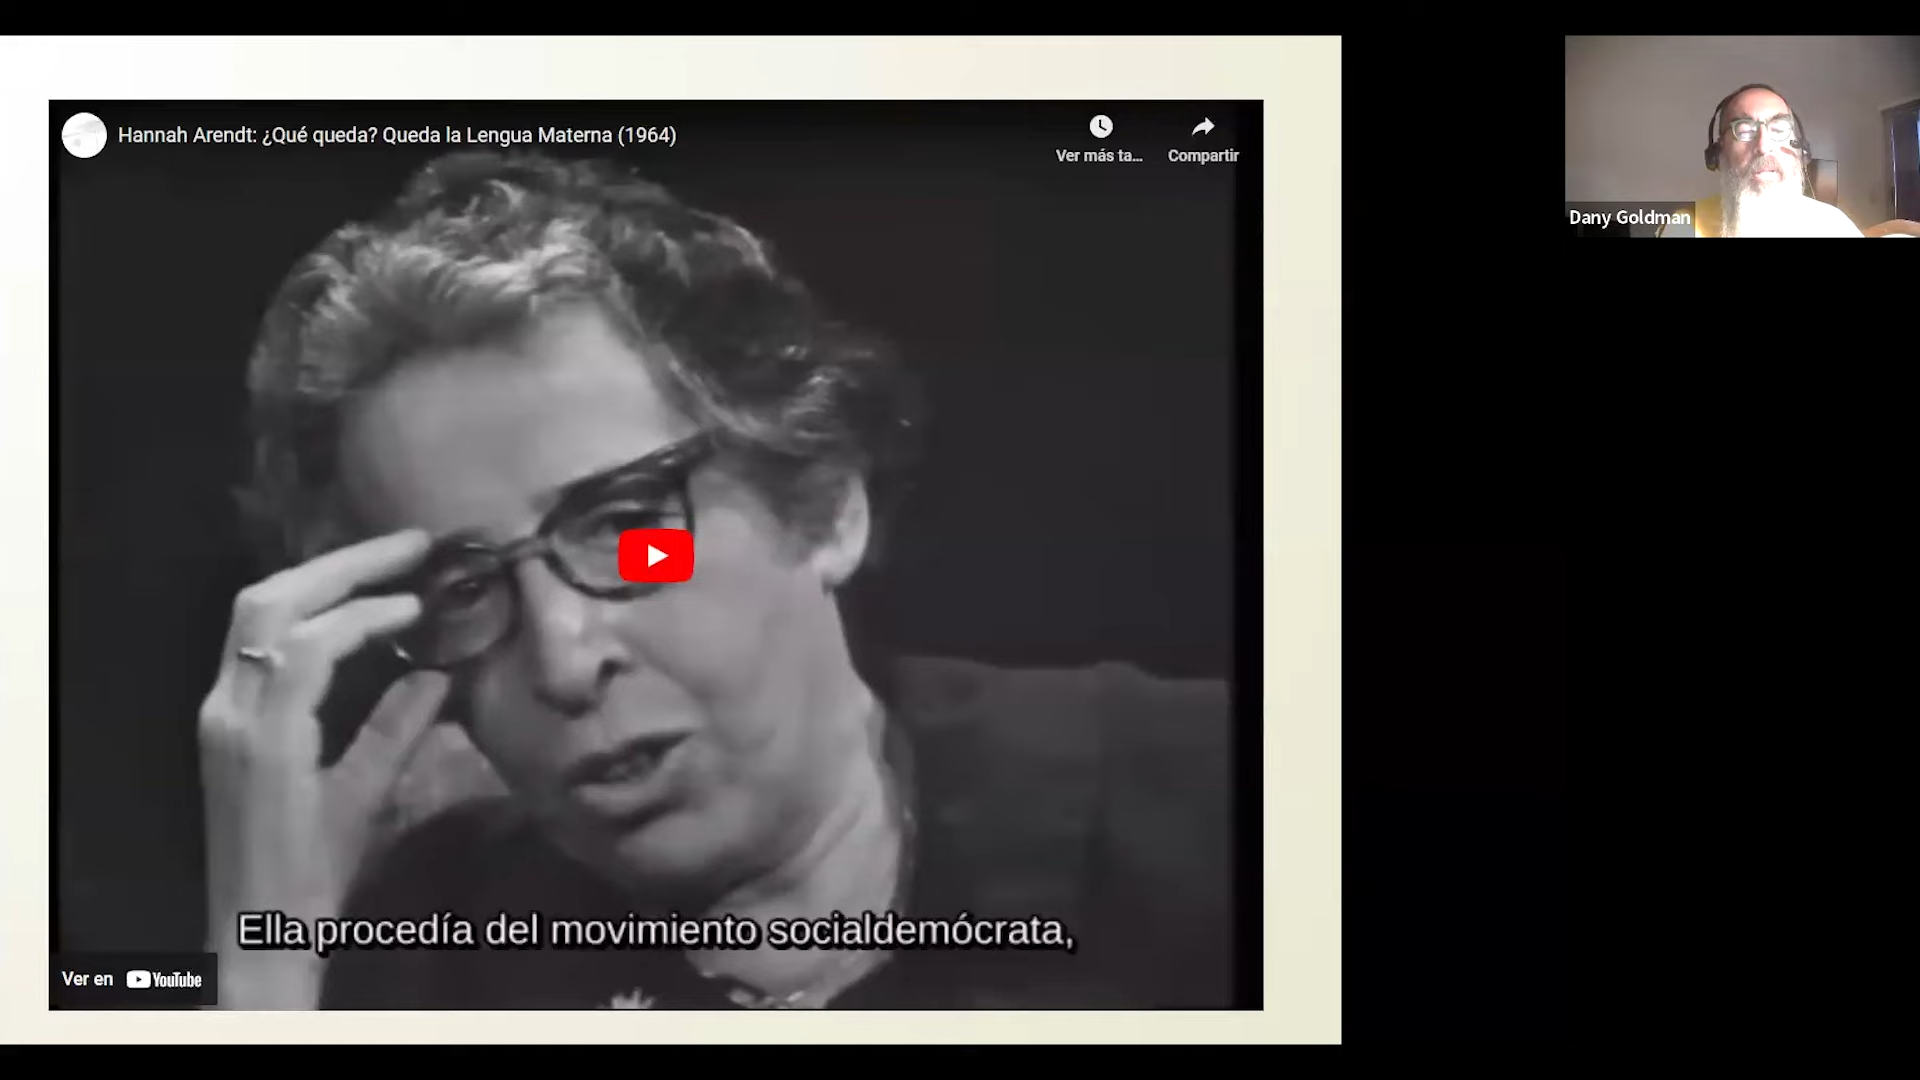 Hannah Arendt: ¿Qué queda? Queda la Lengua Materna (1964)
Ver más ta...
Compartir
Dany Goldman
Ella procedía del movimiento socialdemócrata,
Ver en YouTube